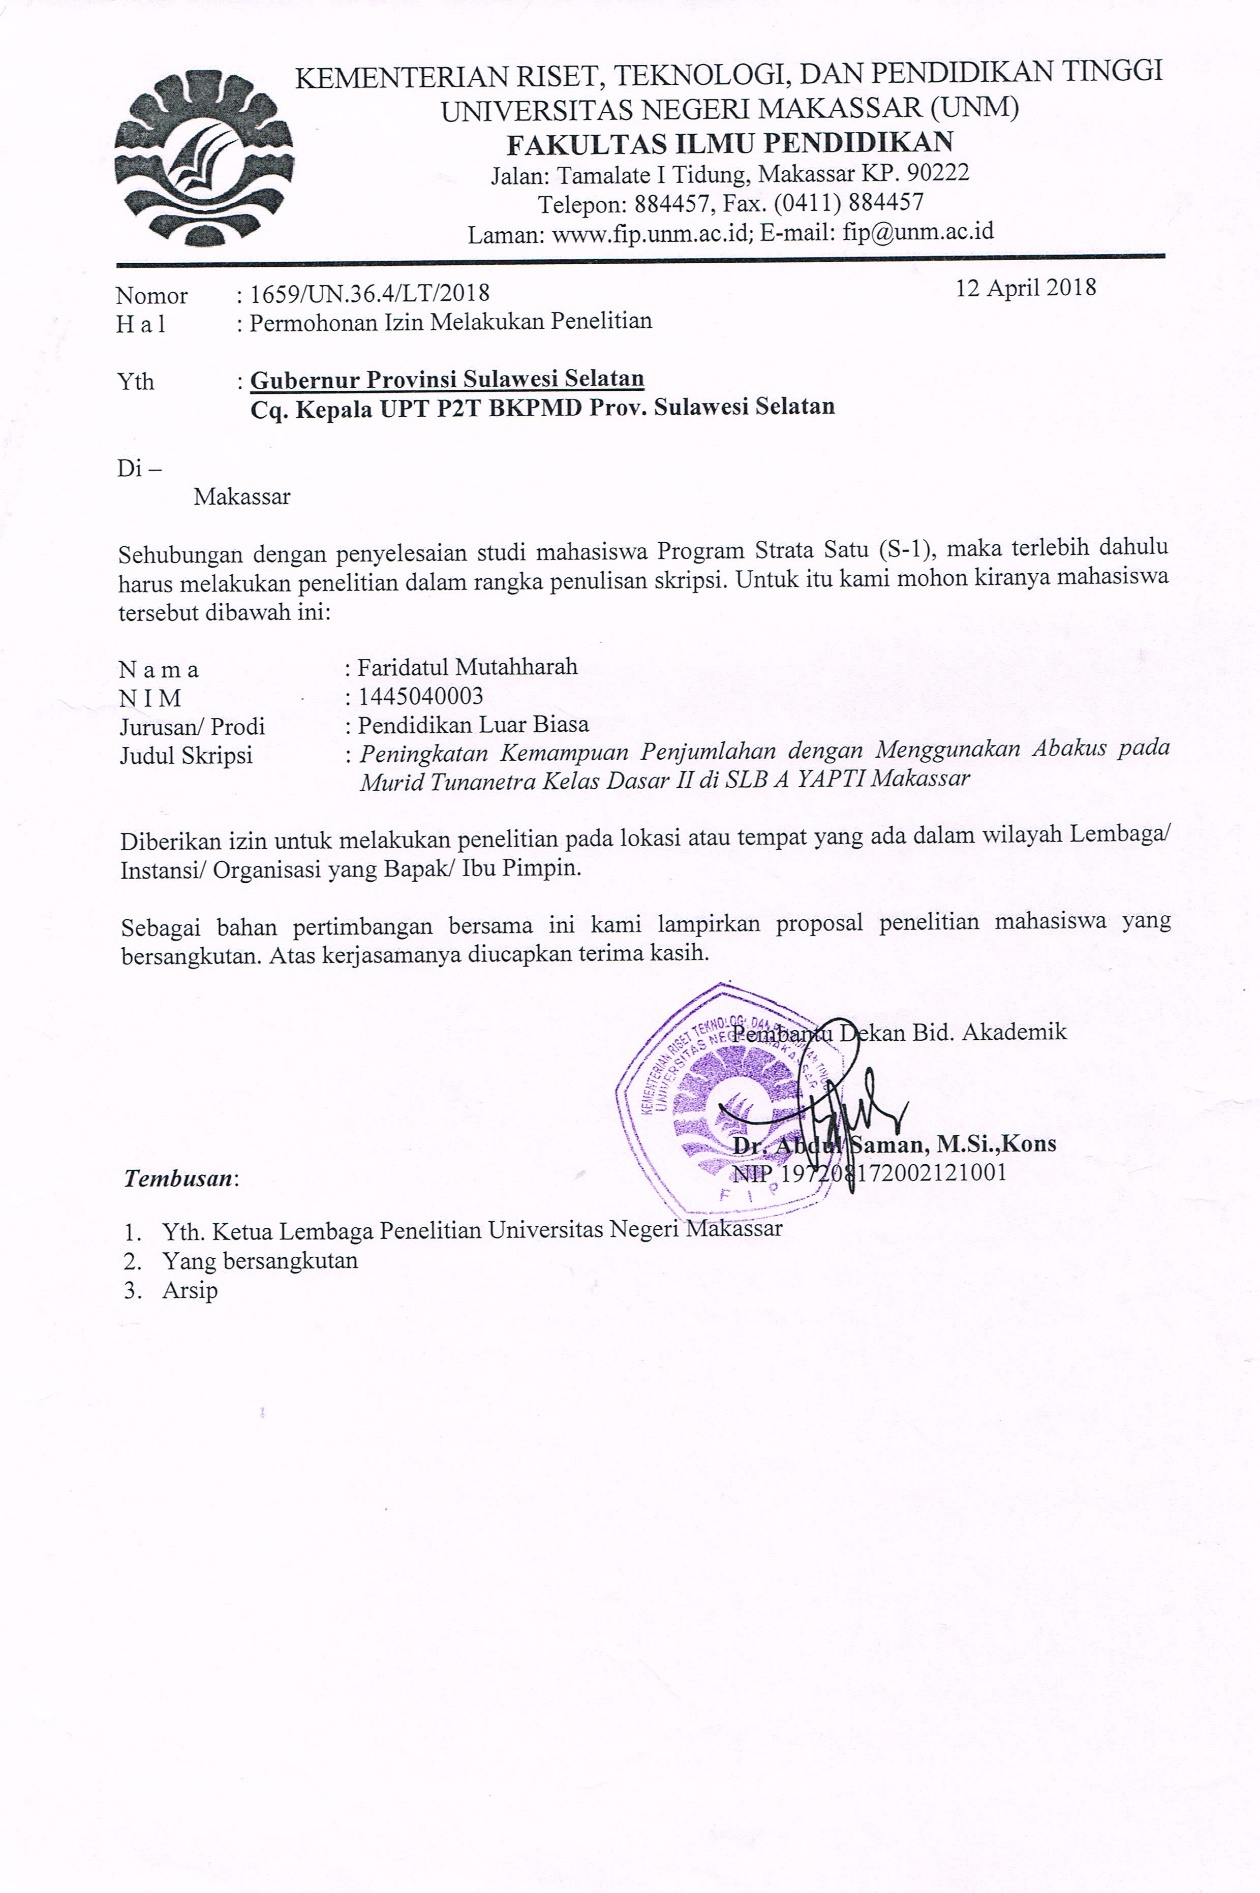 KEMENTERIAN RISET, TEKNOLOGI, DAN PENDIDIKAN TINGGI
UNIVERSITAS NEGERI MAKASSAR (UNM)
FAKULTAS ILMU PENDIDIKAN
Jalan: Tamalate I Tidung, Makassar KP. 90222
Telepon: 884457, Fax. (0411) 884457
Laman: www.fip.unm.ac.id; E-mail: fip@unm.ac.id
Nomor : 1659/UN.36.4/LT/2018 12 April 2018
H a l : Permohonan Izin Melakukan Penelitian
Yth : Gubernur Provinsi Sulawesi Selatan
Cq. Kepala UPT P2T BKPMD Prov. Sulawesi Selatan
Di –
Makassar
Sehubungan dengan penyelesaian studi mahasiswa Program Strata Satu (S-1), maka terlebih dahulu
harus melakukan penelitian dalam rangka penulisan skripsi. Untuk itu kami mohon kiranya mahasiswa
tersebut dibawah ini:
N a m a : Faridatul Mutahharah
N I M : 1445040003
Jurusan/ Prodi : Pendidikan Luar Biasa
Judul Skripsi : Peningkatan Kemampuan Penjumlahan dengan Menggunakan Abakus pada
Murid Tunanetra Kelas Dasar II di SLB A YAPTI Makassar
Diberikan izin untuk melakukan penelitian pada lokasi atau tempat yang ada dalam wilayah Lembaga/
Instansi/ Organisasi yang Bapak/ Ibu Pimpin.
Sebagai bahan pertimbangan bersama ini kami lampirkan proposal penelitian mahasiswa yang
bersangkutan. Atas kerjasamanya diucapkan terima kasih.
Pembantu Dekan Bid. Akademik
KEMENTERIAN RISET TEKNOLOGI, DAN PENDIDIKAN TINGGI
UNIVERSITAS NEGERI MAKASSAR
F I P
Dr. Abdul Saman, M.Si.,Kons
NIP 197208172002121001
Tembusan:
1. Yth. Ketua Lembaga Penelitian Universitas Negeri Makassar
2. Yang bersangkutan
3. Arsip